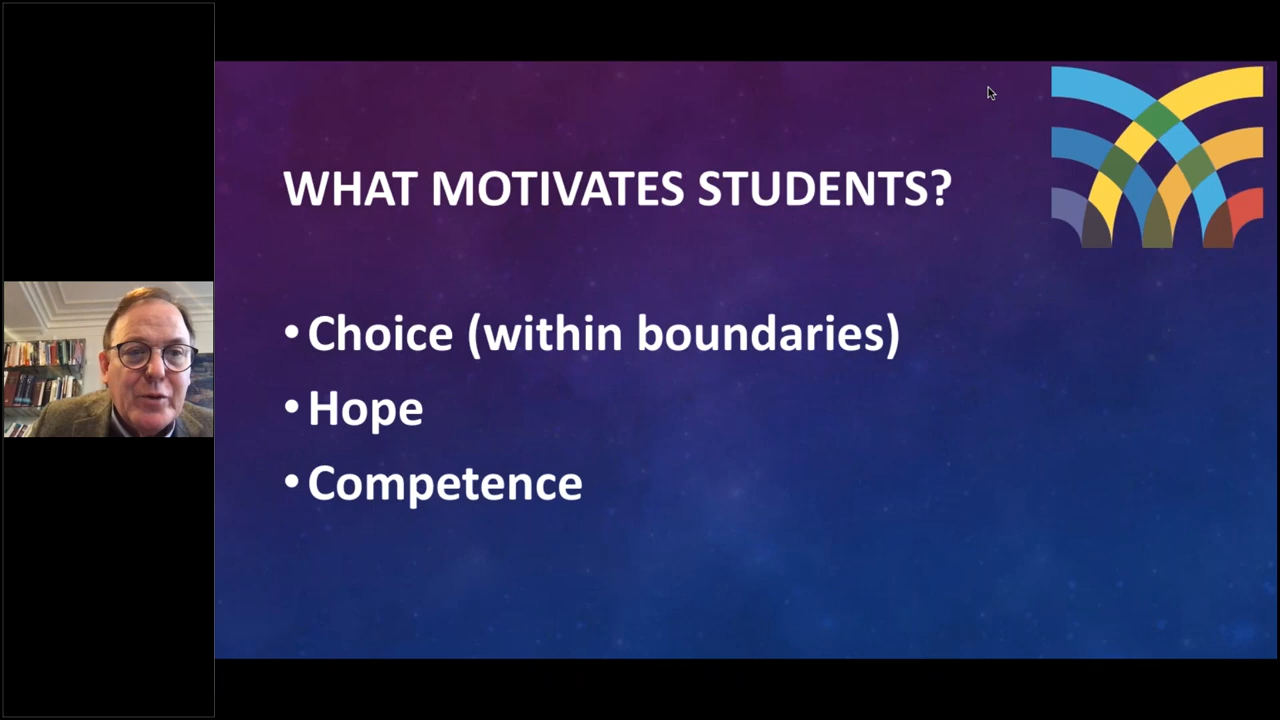 WHAT MOTIVATES STUDENTS?
• Choice (within boundaries)
• Hope
• Competence